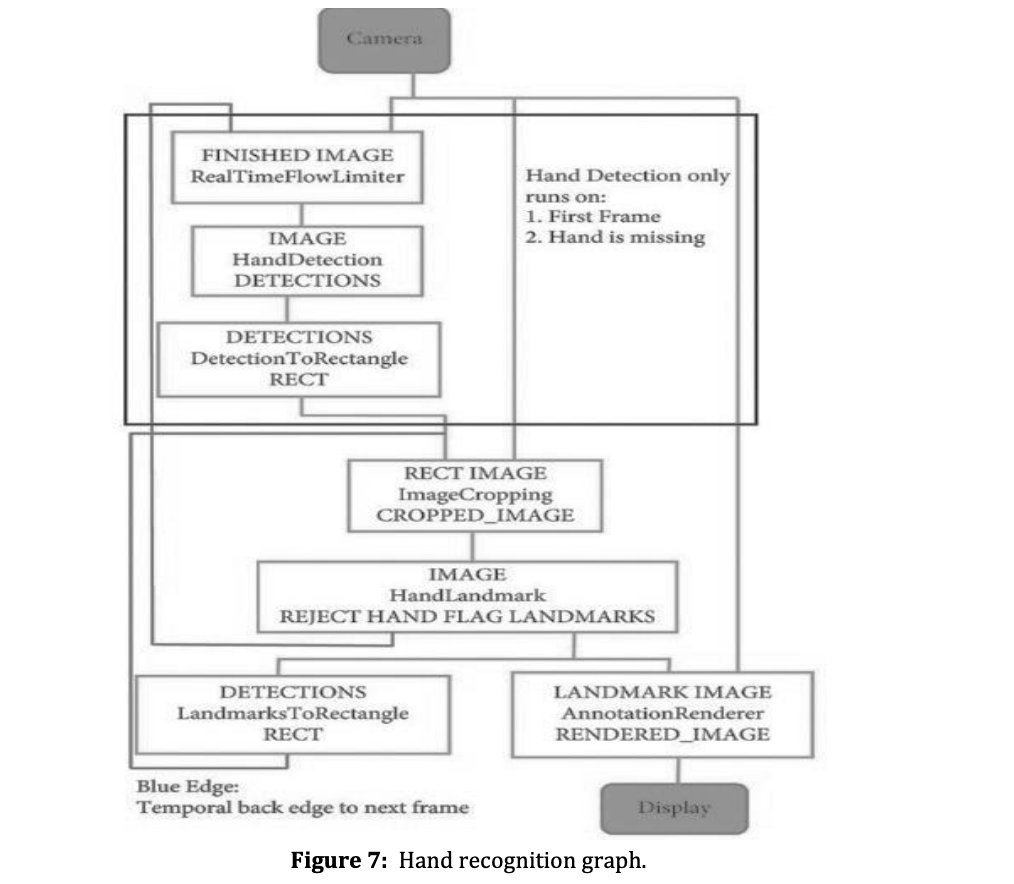 Camera
FINISHED IMAGE
RealTimeFlowLimiter
Hand Detection only
runs on:
1. First Frame
2. Hand is missing
IMAGE
HandDetection
DETECTIONS
DETECTIONS
DetectionToRectangle
RECT
RECT IMAGE
ImageCropping
CROPPED_IMAGE
IMAGE
HandLandmark
REJECT HAND FLAG LANDMARKS
DETECTIONS
LandmarksToRectangle
RECT
LANDMARK IMAGE
AnnotationRenderer
RENDERED_IMAGE
Blue Edge:
Temporal back edge to next frame
Display
Figure 7: Hand recognition graph.